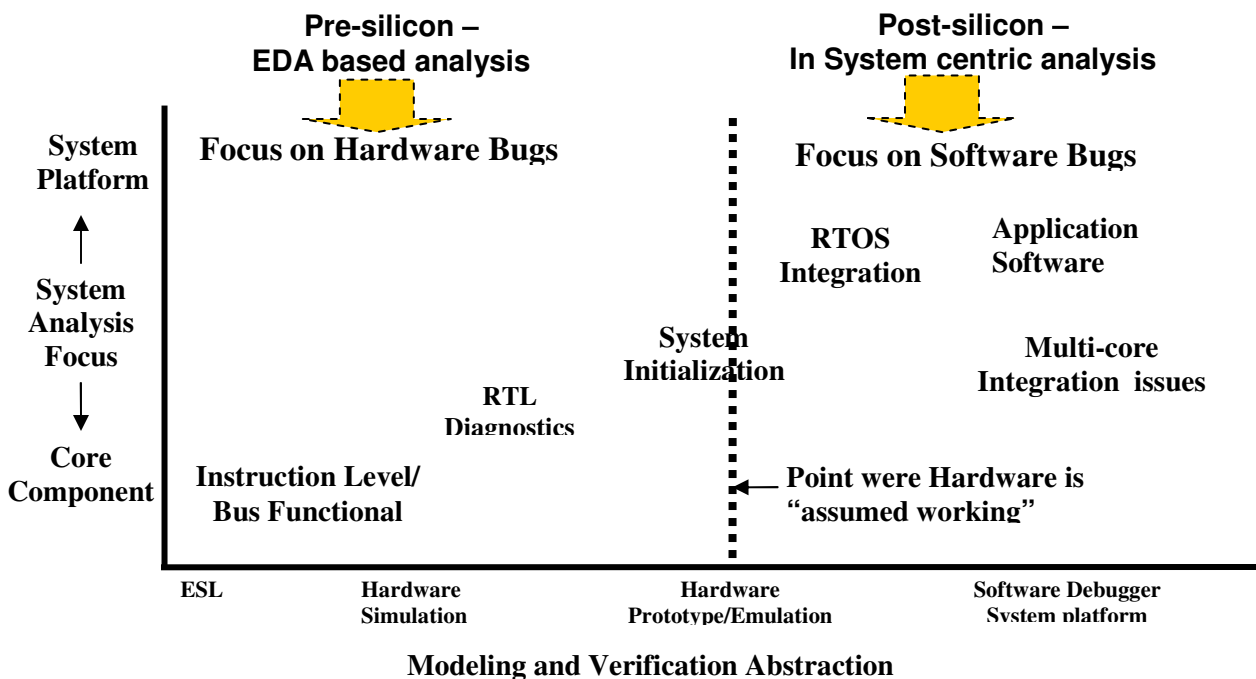 Pre-silicon –
EDA based analysis
Post-silicon –
In System centric analysis
System
Platform
System
Analysis
Focus
Core
Component
Focus on Hardware Bugs
Focus on Software Bugs
RTOS
Integration
Application
Software
System
Initialization
Multi-core
Integration issues
RTL
Diagnostics
Instruction Level/
Bus Functional
Point were Hardware is
“assumed working”
ESL
Hardware
Simulation
Hardware
Prototype/Emulation
Software Debugger
System platform
Modeling and Verification Abstraction